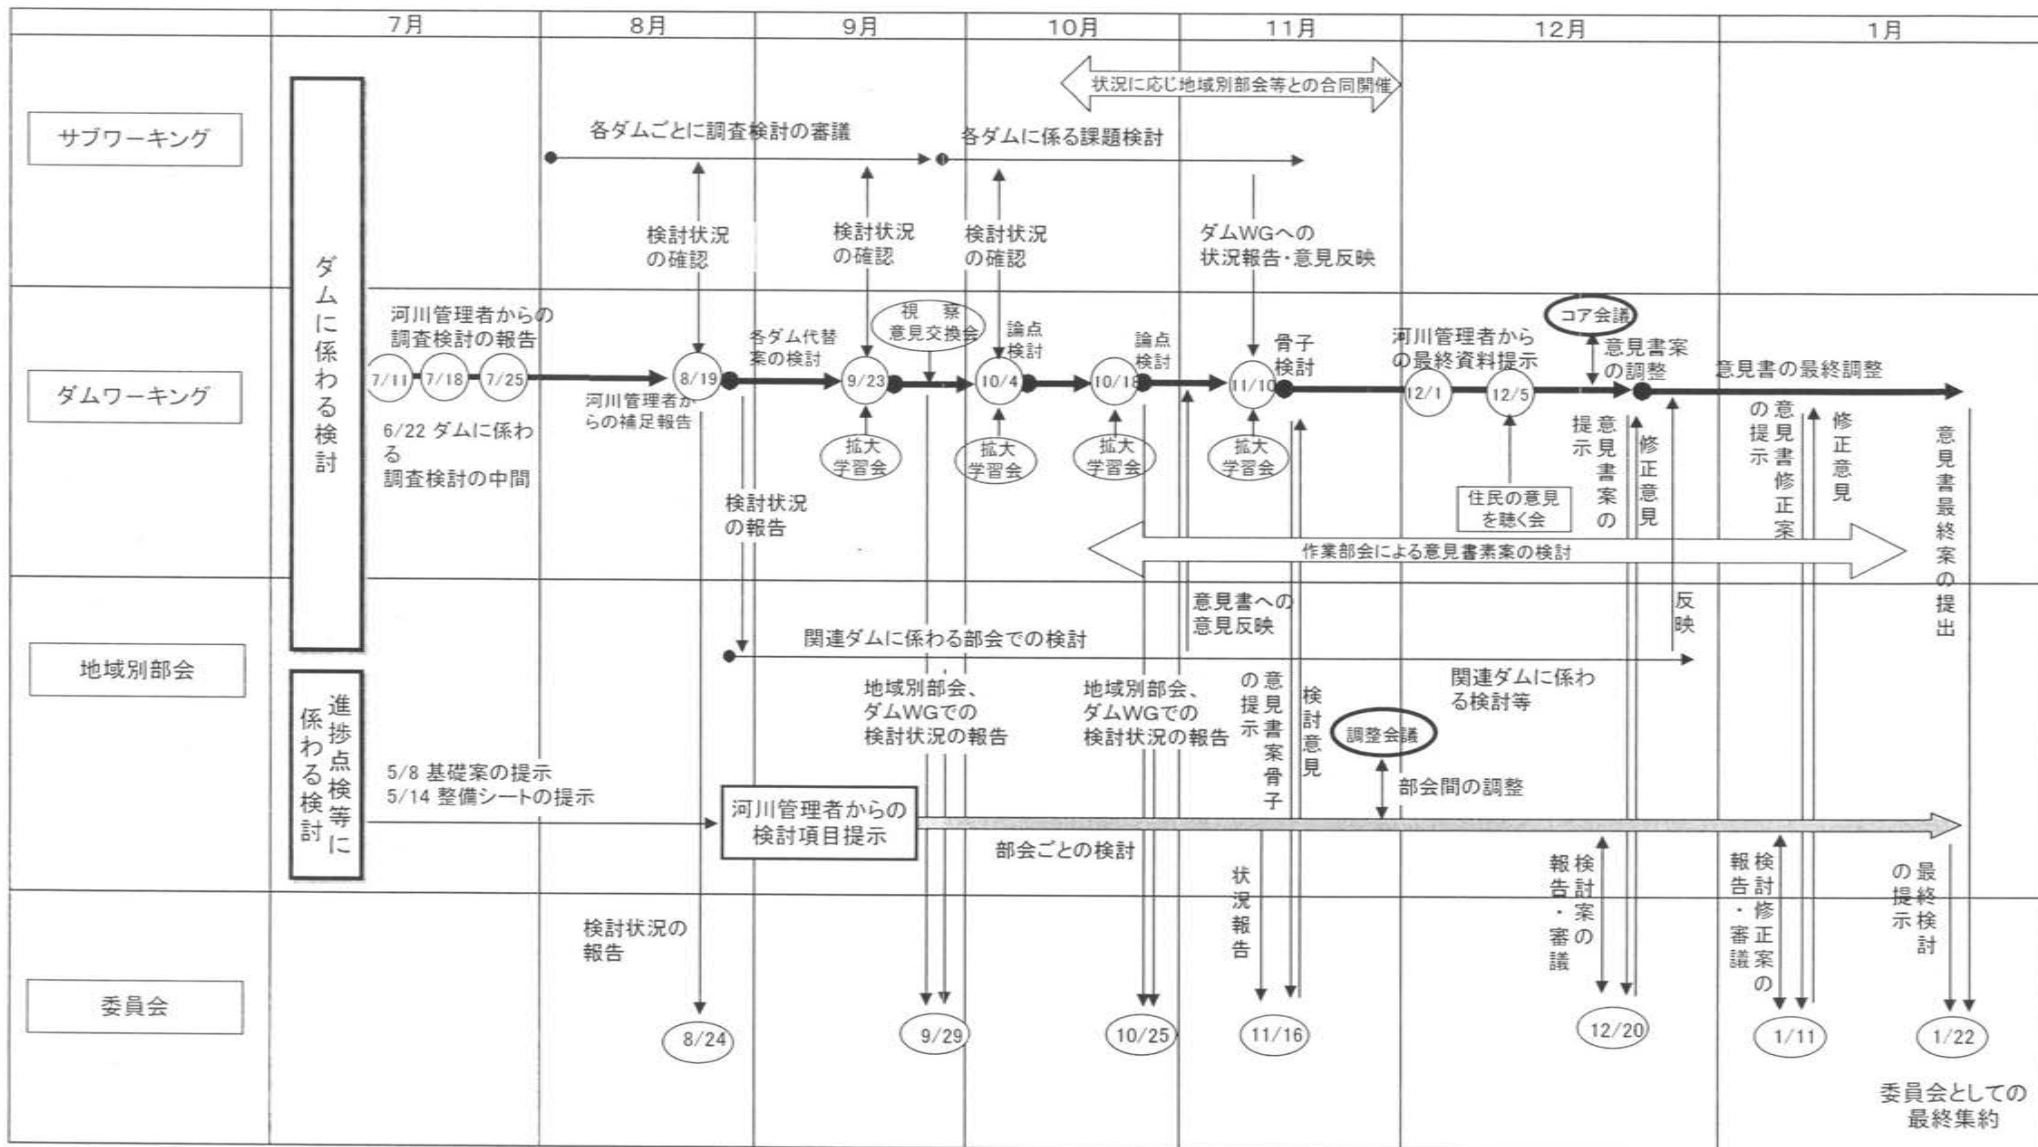 7月
8月
9月
10月
11月
12月
1月
サブワーキング
ダムワーキング
地域別部会
委員会
ダムに係わる検討
進捗点検等に
係わる検討
状況に応じ地域別部会等との合同開催
各ダムごとに調査検討の審議
各ダムに係る課題検討
検討状況
の確認
検討状況
の確認
検討状況
の確認
ダムWGへの
状況報告・意見反映
河川管理者からの
調査検討の報告
7/11
7/18
7/25
6/22 ダムに係わ
る
調査検討の中間
8/19
河川管理者か
らの補足報告
各ダム代替
案の検討
9/23
拡大
学習会
視 察
意見交換会
論点
検討
10/4
拡大
学習会
10/18
論点
検討
拡大
学習会
11/10
骨子
検討
拡大
学習会
河川管理者から
の最終資料提示
12/1
12/5
住民の意見
を聴く会
コア会議
意見書案
の調整
意見書の最終調整
意見書案の
提示
修正意見
意見書修正案
の提示
修正意見
意見書最終案の提出
検討状況
の報告
作業部会による意見書素案の検討
意見書への
意見反映
反映
関連ダムに係わる部会での検討
関連ダムに係わ
る検討等
地域別部会、
ダムWGでの
検討状況の報告
地域別部会、
ダムWGでの
検討状況の報告
意見書案骨子
の提示
検討意見
調整会議
部会間の調整
5/8 基礎案の提示
5/14 整備シートの提示
河川管理者からの
検討項目提示
部会ごとの検討
検討状況の
報告
状況報告
検討案の
報告・審議
検討修正案の
報告・審議
最終検討
の提示
8/24
9/29
10/25
11/16
12/20
1/11
1/22
委員会としての
最終集約